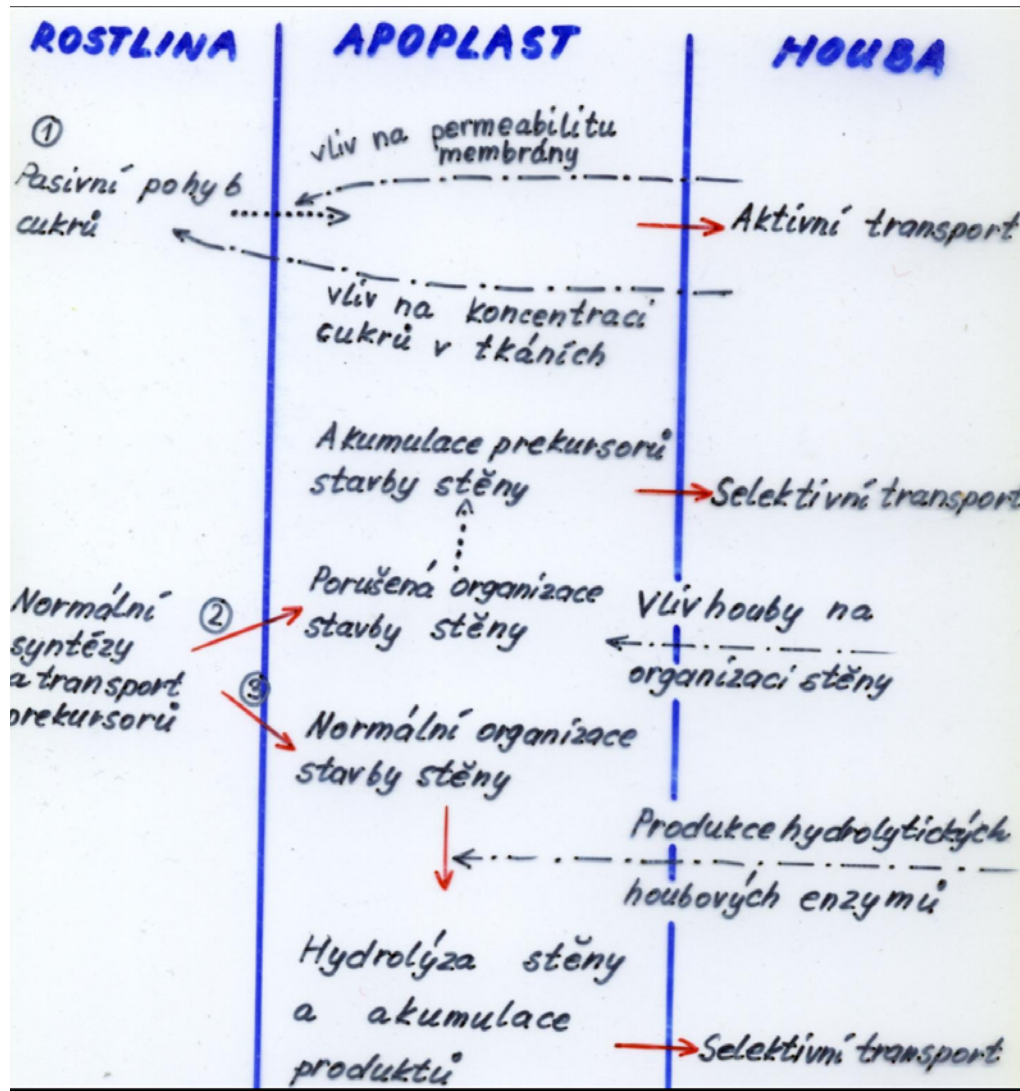 ROSTLINA
APOPLAST
HOUBA
①
Pasivní pohyb
cukrů
vliv na permeabilitu
membrány
Aktivní transport
vliv na koncentraci
cukrů v tkáních
Akumulace prekursorů
stavby stěny
Selektivní transport
Normální
syntézy
a transport
prekursorů
②
Porušená organizace
stavby stěny
Vliv houby na
organizaci stěny
③
Normální organizace
stavby stěny
Produkce hydrolytických
houbových enzymů
Hydrolýza stěny
a akumulace
produktů
Selektivní transport